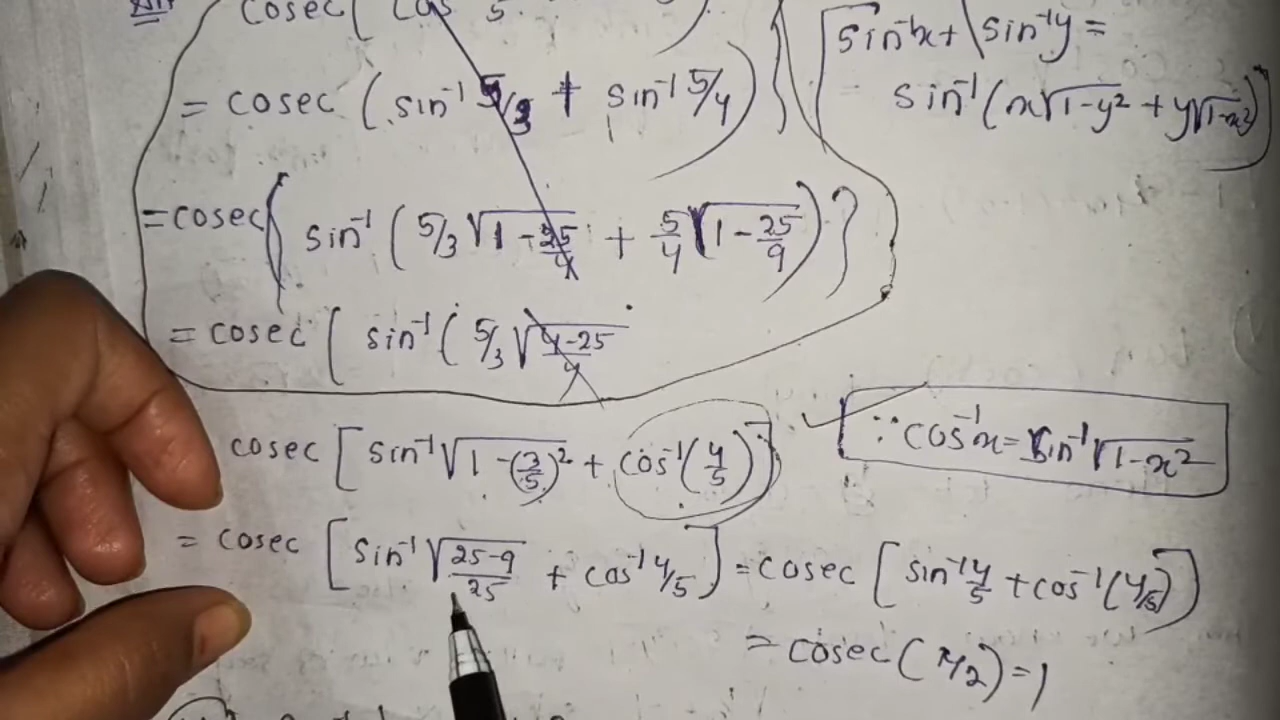 cosec( cos 5 )
= cosec (sin⁻¹ 5/3 + sin⁻¹ 5/4)}
= cosec{ sin⁻¹ (5/3 √(1 - 25/4) + 5/4 √(1 - 25/9))}
= cosec [ sin⁻¹ ( 5/3 √((4-25)/4)
sin⁻¹x + sin⁻¹y =
sin⁻¹ (x√(1-y²) + y√(1-x²))
∵ cos⁻¹x = sin⁻¹√(1-x²)
cosec [sin⁻¹√(1-(3/5)²) + cos⁻¹(4/5)]
= cosec [sin⁻¹√((25-9)/25) + cos⁻¹ 4/5] = cosec [sin⁻¹ 4/5 + cos⁻¹(4/5)]
= cosec (π/2) = 1